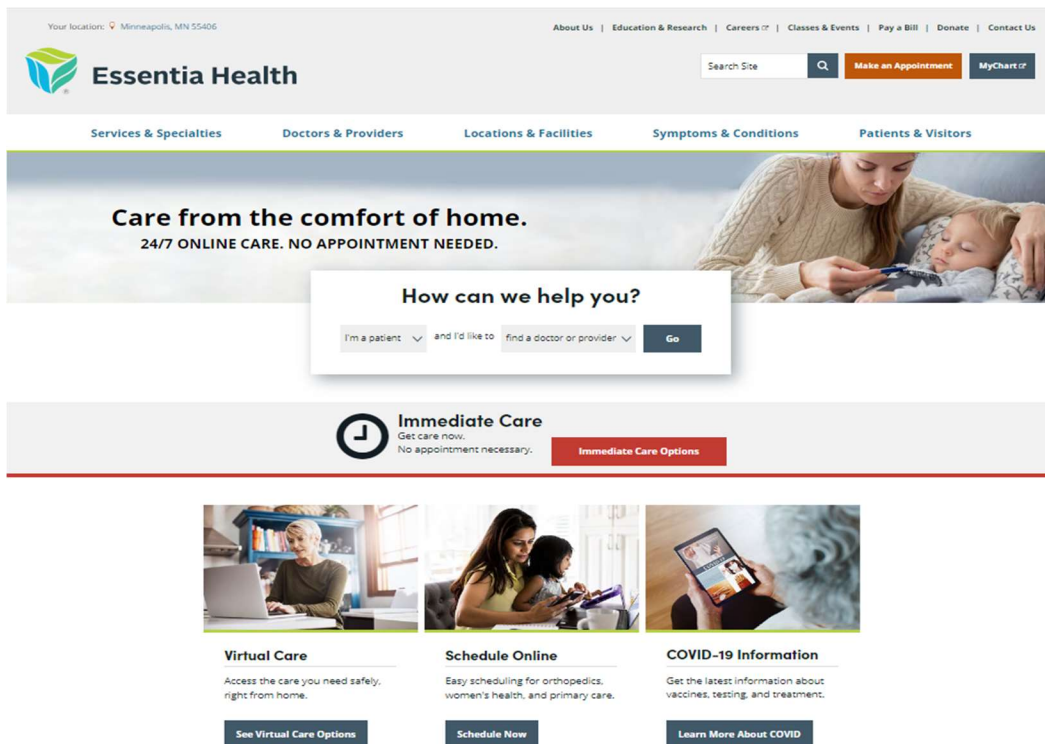 Your location: Minneapolis, MN 55406
About Us | Education & Research | Careers | Classes & Events | Pay a Bill | Donate | Contact Us
Essentia Health
®
Search Site
Make an Appointment
MyChart
Services & Specialties
Doctors & Providers
Locations & Facilities
Symptoms & Conditions
Patients & Visitors
Care from the comfort of home.
24/7 ONLINE CARE. NO APPOINTMENT NEEDED.
How can we help you?
I'm a patient and I'd like to find a doctor or provider Go
Immediate Care
Get care now.
No appointment necessary.
Immediate Care Options
COVID-19
Virtual Care
Access the care you need safely,
right from home.
See Virtual Care Options
Schedule Online
Easy scheduling for orthopedics,
women's health, and primary care.
Schedule Now
COVID-19 Information
Get the latest information about
vaccines, testing, and treatment.
Learn More About COVID